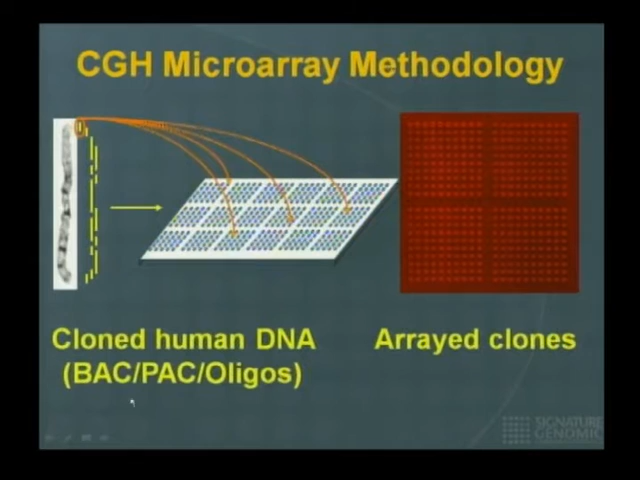 CGH Microarray Methodology
Cloned human DNA
(BAC/PAC/Oligos)
Arrayed clones
SIGNATURE
GENOMIC